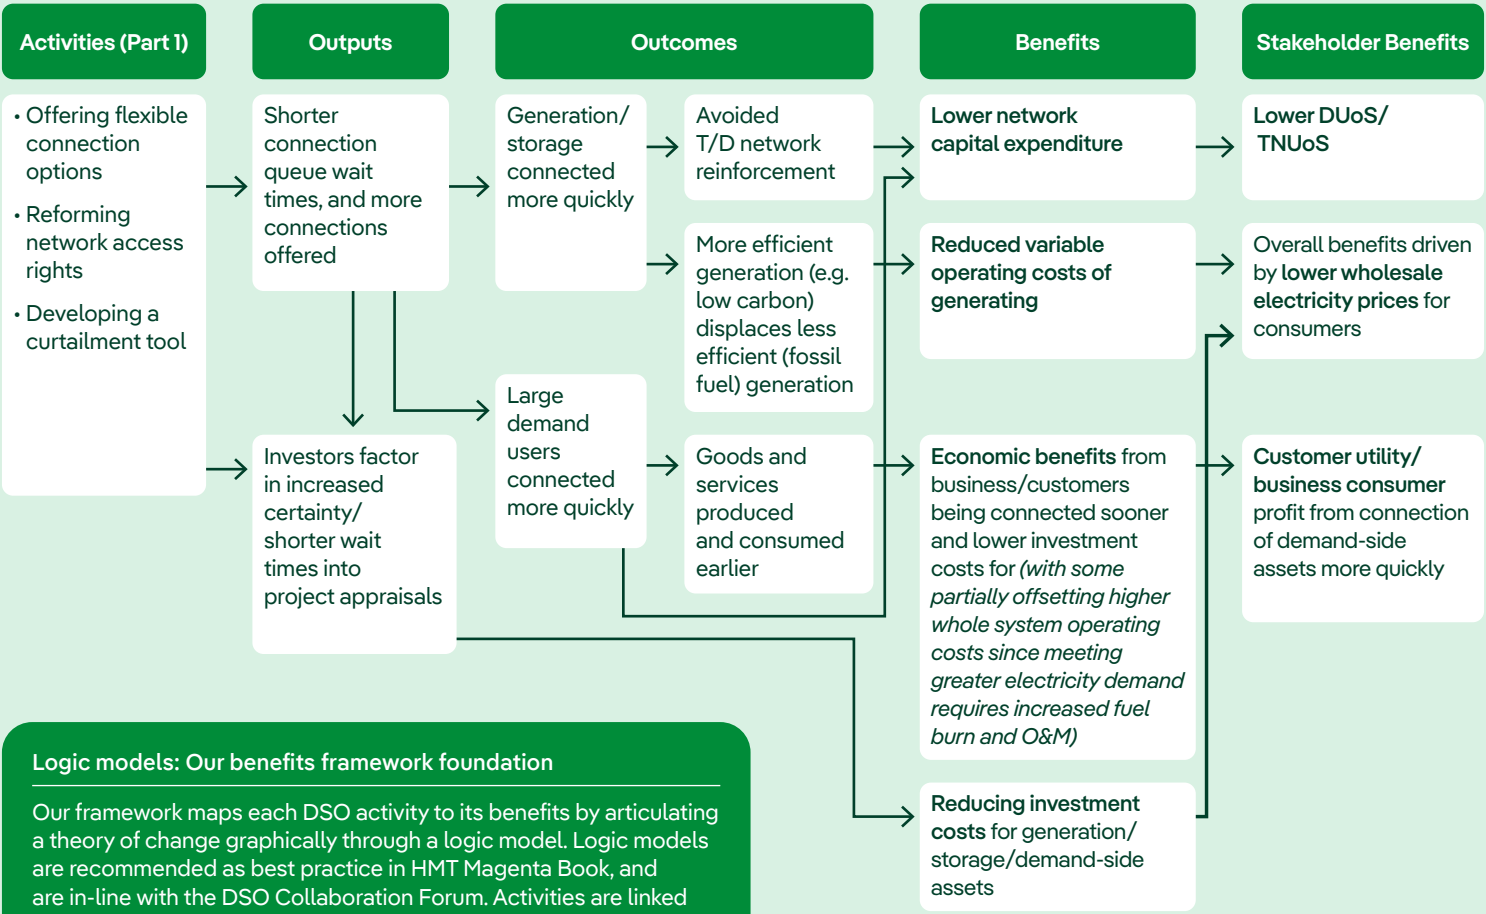 Activities (Part 1)
Outputs
Outcomes
Benefits
Stakeholder Benefits
• Offering flexible
connection
options
• Reforming
network access
rights
• Developing a
curtailment tool
Shorter
connection
queue wait
times, and more
connections
offered
Investors factor
in increased
certainty/
shorter wait
times into
project appraisals
Generation/
storage
connected
more quickly
Large
demand
users
connected
more quickly
Avoided
T/D network
reinforcement
More efficient
generation (e.g.
low carbon)
displaces less
efficient (fossil
fuel) generation
Goods and
services
produced
and consumed
earlier
Lower network
capital expenditure
Reduced variable
operating costs of
generating
Economic benefits from
business/customers
being connected sooner
and lower investment
costs for (with some
partially offsetting higher
whole system operating
costs since meeting
greater electricity demand
requires increased fuel
burn and O&M)
Reducing investment
costs for generation/
storage/demand-side
assets
Lower DUoS/
TNUoS
Overall benefits driven
by lower wholesale
electricity prices for
consumers
Customer utility/
business consumer
profit from connection
of demand-side
assets more quickly
Logic models: Our benefits framework foundation
Our framework maps each DSO activity to its benefits by articulating
a theory of change graphically through a logic model. Logic models
are recommended as best practice in HMT Magenta Book, and
are in-line with the DSO Collaboration Forum. Activities are linked